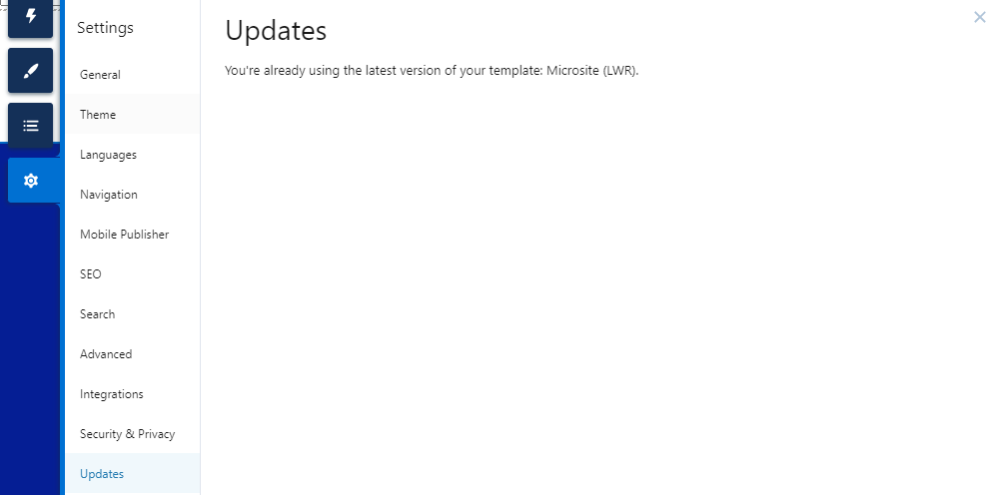 Settings
General
Theme
Languages
Navigation
Mobile Publisher
SEO
Search
Advanced
Integrations
Security & Privacy
Updates
Updates
You're already using the latest version of your template: Microsite (LWR).